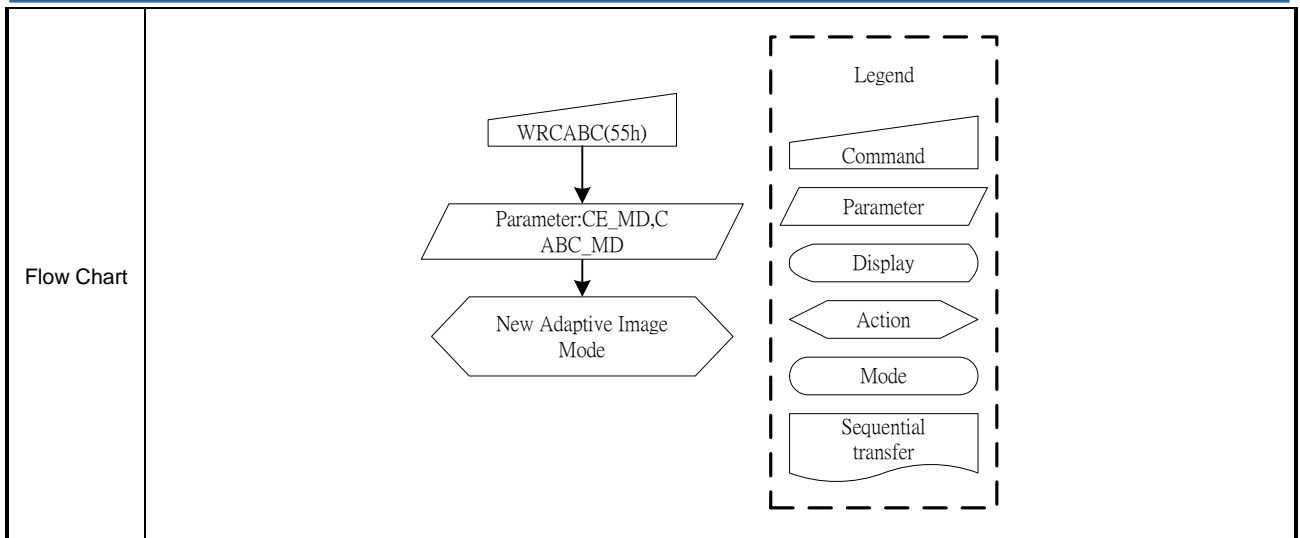 Flow Chart
WRCABC(55h)
Parameter:CE_MD,C
ABC_MD
New Adaptive Image
Mode
Legend
Command
Parameter
Display
Action
Mode
Sequential
transfer